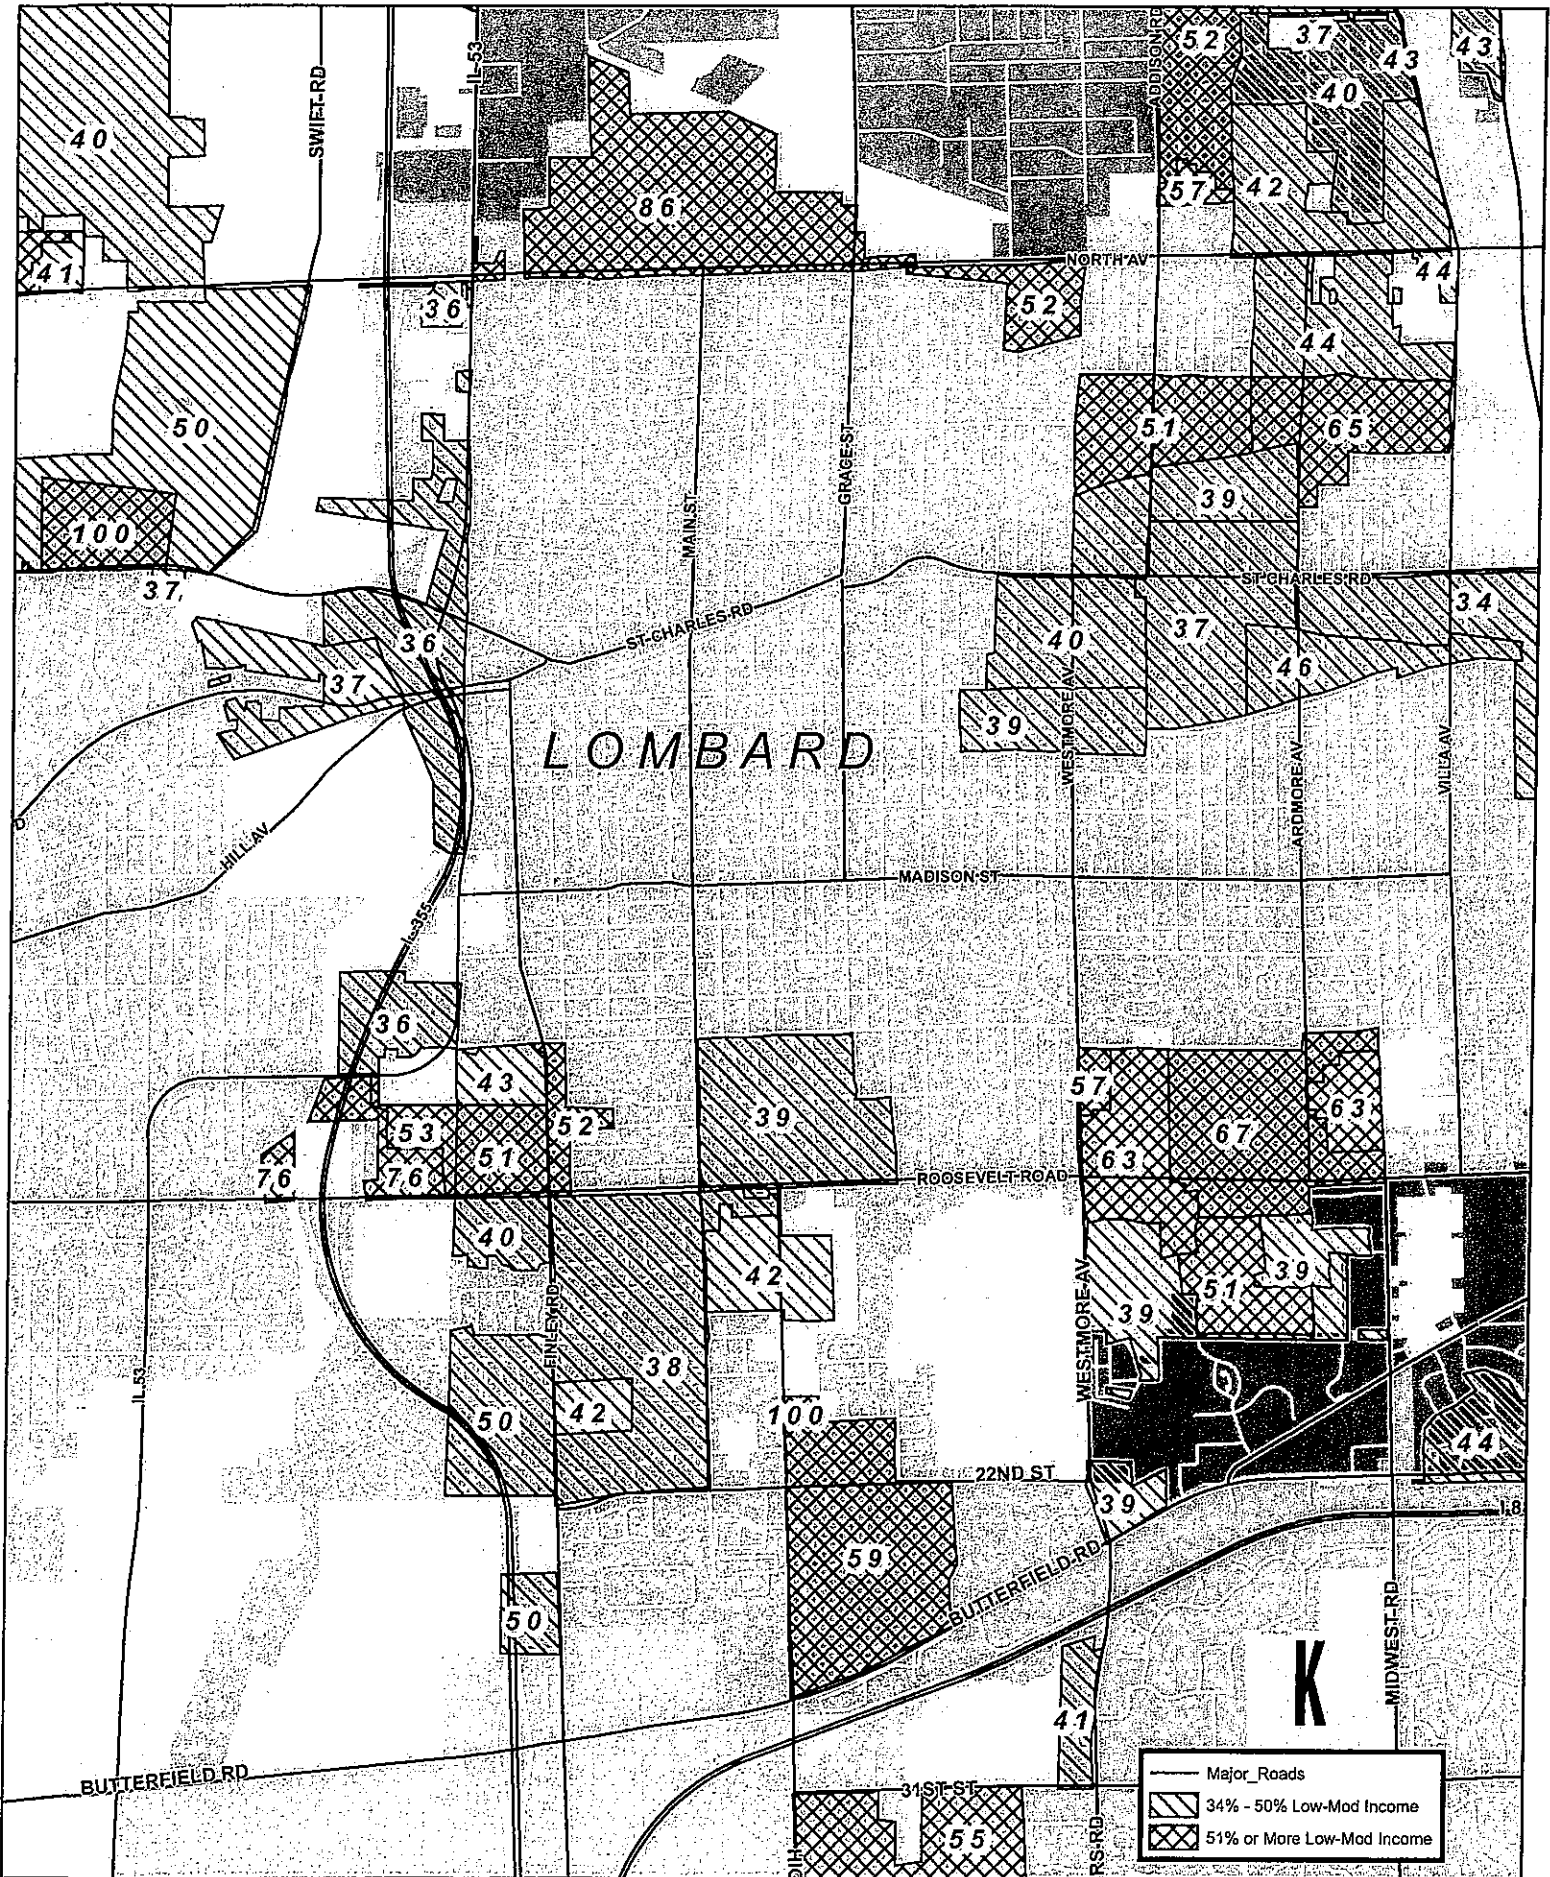 52
37
43
43
IL-53
SWIFT-RD
40
40
86
57
42
41
NORTH AV
44
36
52
44
50
51
65
GRACE-ST
MAIN ST
39
100
37
ST-CHARLES RD
34
ST-CHARLES-RD
36
40
37
46
37
39
LOMBARD
WESTMORE-AV
ARDMORE-AV
VILLA AV
HILL-AV
MADISON-ST
I-355
36
43
57
53
52
39
63
51
67
76
76
63
ROOSEVELT-ROAD
40
42
39
51
39
FINLEY-RD
WESTMORE-AV
38
IL-53
50
42
100
44
22ND ST
39
59
BUTTERFIELD-RD
50
MIDWEST-RD
K
41
BUTTERFIELD RD
31ST-ST
55
RS-RD
Major_Roads
34% - 50% Low-Mod Income
51% or More Low-Mod Income